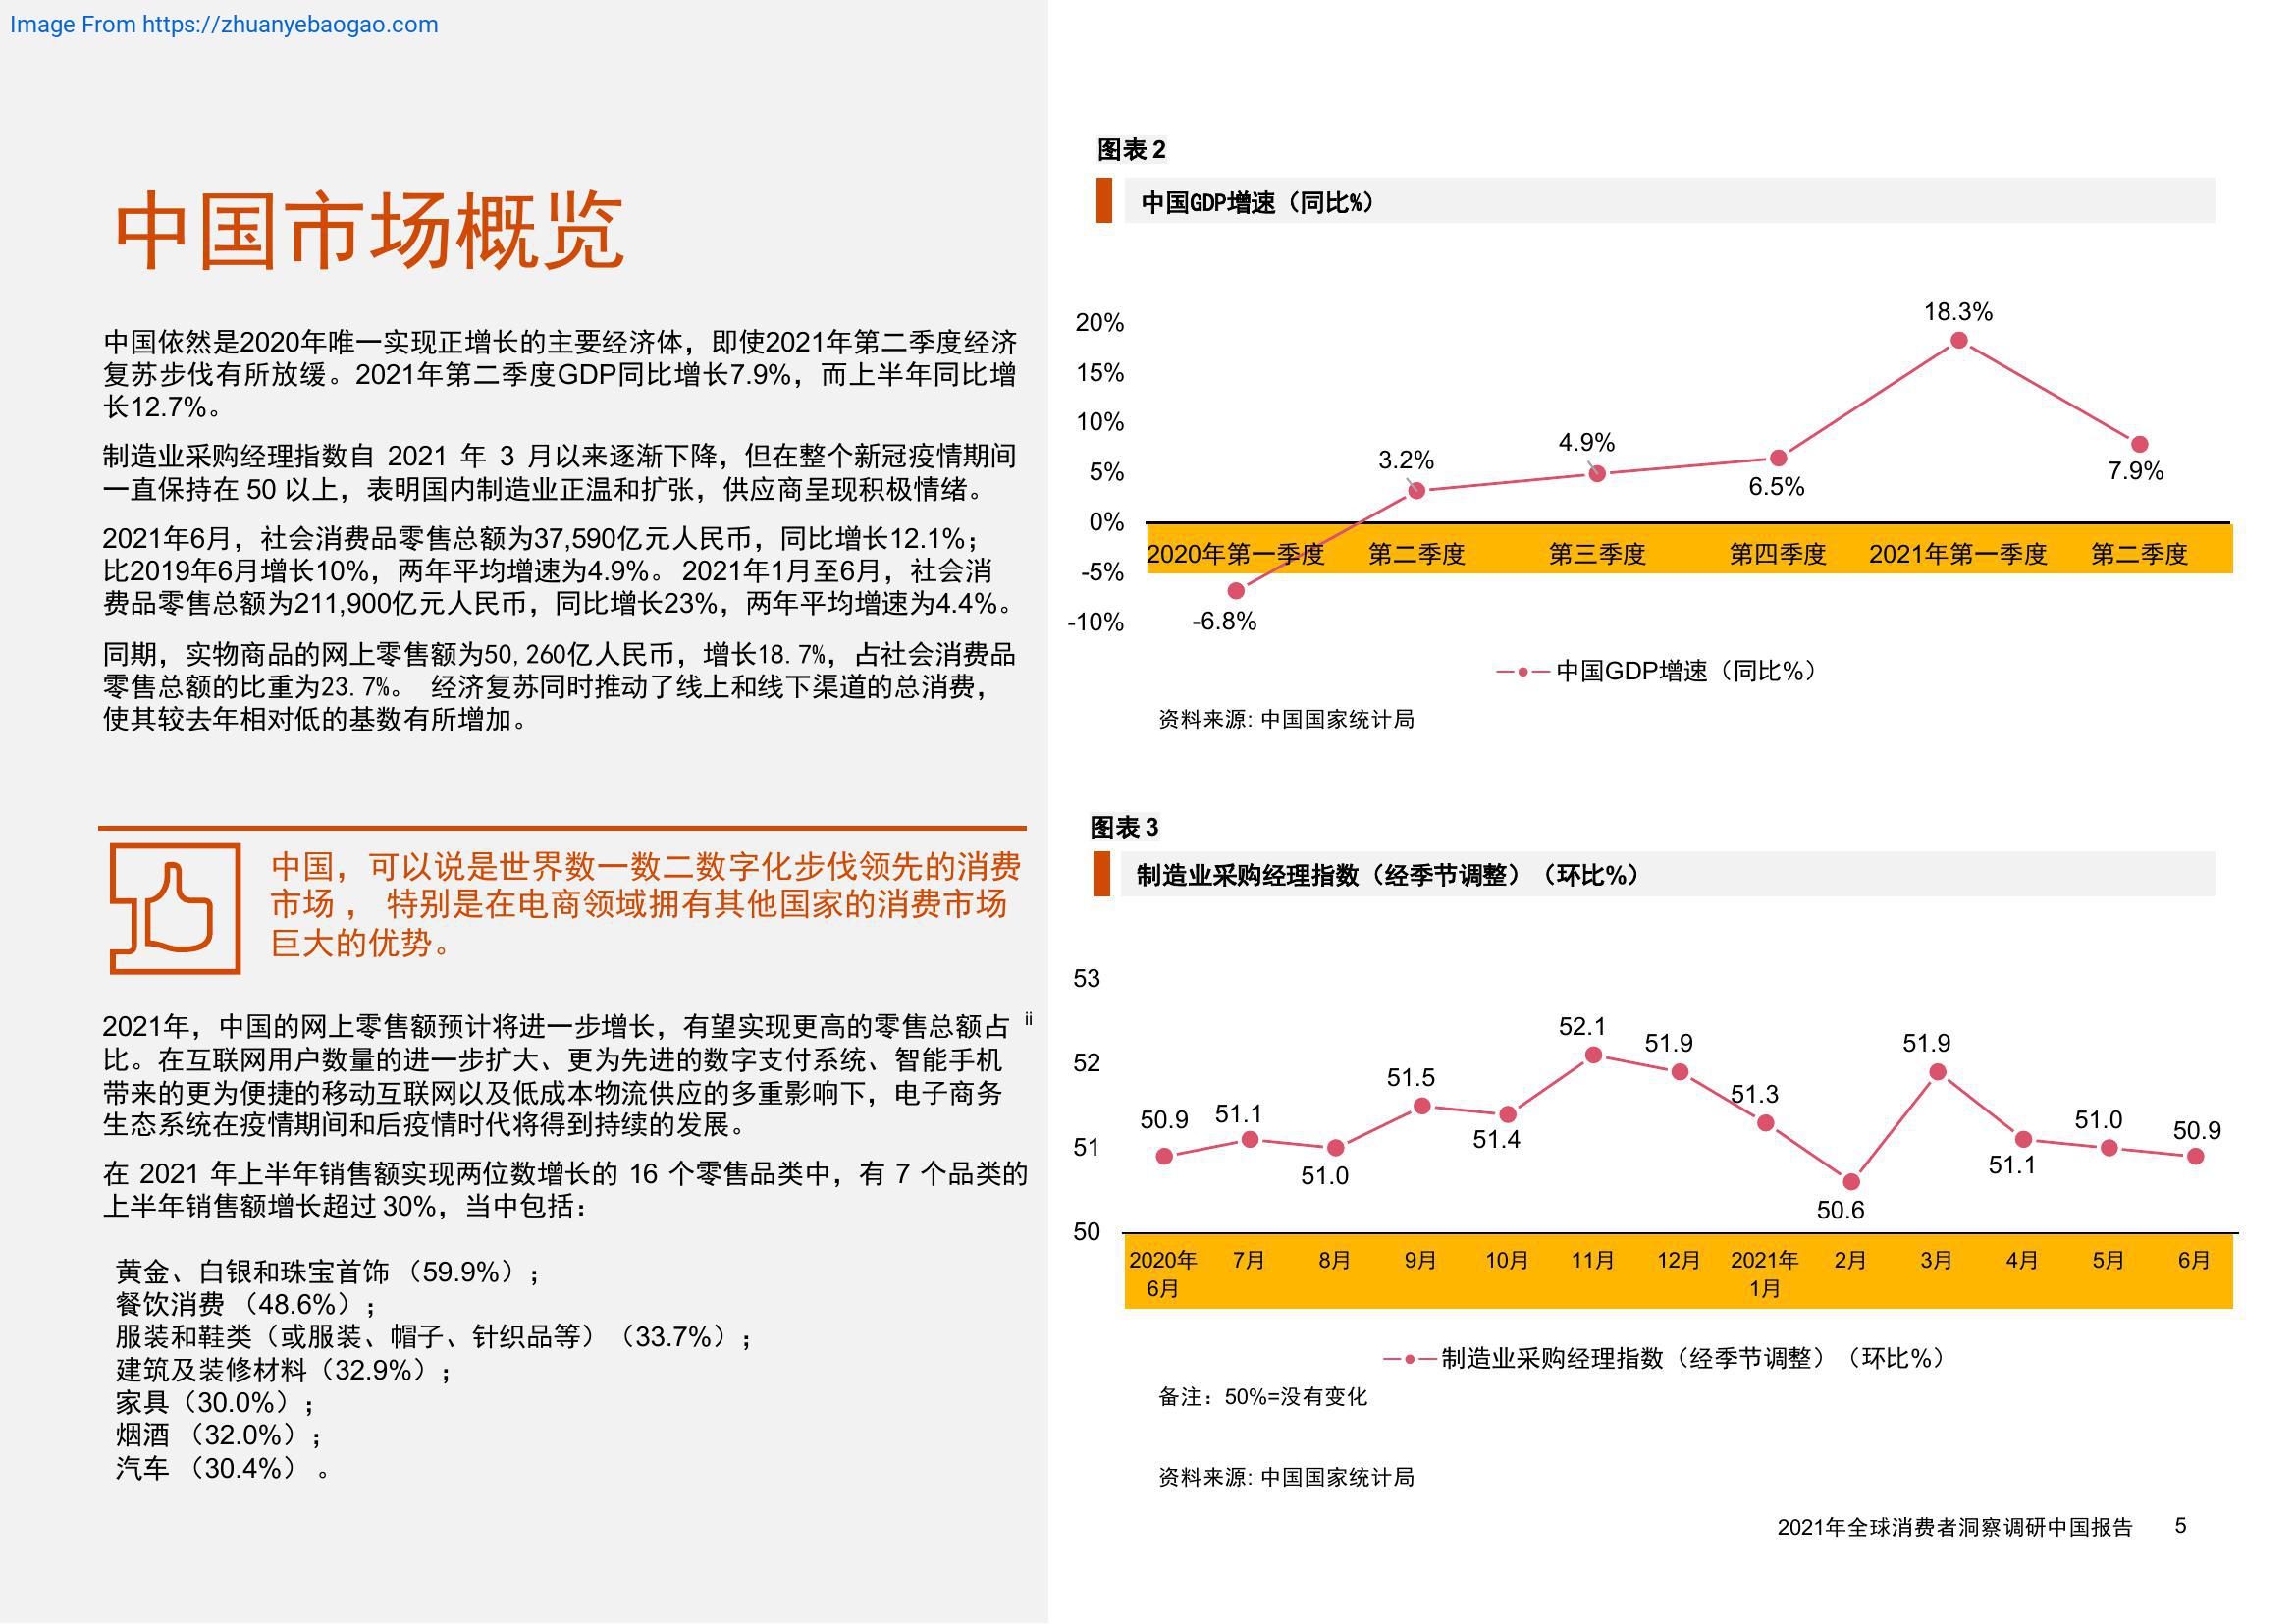 Image From https://zhuanyebaogao.com
中国市场概览
中国依然是2020年唯一实现正增长的主要经济体，即使2021年第二季度经济
复苏步伐有所放缓。2021年第二季度GDP同比增长7.9%，而上半年同比增
长12.7%。
制造业采购经理指数自 2021 年 3 月以来逐渐下降，但在整个新冠疫情期间
一直保持在 50 以上，表明国内制造业正温和扩张，供应商呈现积极情绪。
2021年6月，社会消费品零售总额为37,590亿元人民币，同比增长12.1%；
比2019年6月增长10%，两年平均增速为4.9%。 2021年1月至6月，社会消
费品零售总额为211,900亿元人民币，同比增长23%，两年平均增速为4.4%。
同期，实物商品的网上零售额为50,260亿人民币，增长18.7%，占社会消费品
零售总额的比重为23.7%。 经济复苏同时推动了线上和线下渠道的总消费，
使其较去年相对低的基数有所增加。
中国，可以说是世界数一数二数字化步伐领先的消费
市场 ， 特别是在电商领域拥有其他国家的消费市场
巨大的优势。
2021年，中国的网上零售额预计将进一步增长，有望实现更高的零售总额占 ii
比。在互联网用户数量的进一步扩大、更为先进的数字支付系统、智能手机
带来的更为便捷的移动互联网以及低成本物流供应的多重影响下，电子商务
生态系统在疫情期间和后疫情时代将得到持续的发展。
在 2021 年上半年销售额实现两位数增长的 16 个零售品类中，有 7 个品类的
上半年销售额增长超过 30%，当中包括：
黄金、白银和珠宝首饰 （59.9%）；
餐饮消费 （48.6%）；
服装和鞋类（或服装、帽子、针织品等）（33.7%）；
建筑及装修材料（32.9%）；
家具（30.0%）；
烟酒 （32.0%）；
汽车 （30.4%） 。
图表 2
中国GDP增速（同比%）
20%
15%
10%
5%
0%
-5%
-10%
-6.8%
3.2%
4.9%
6.5%
18.3%
7.9%
2020年第一季度 第二季度 第三季度 第四季度 2021年第一季度 第二季度
中国GDP增速（同比%）
资料来源: 中国国家统计局
图表 3
制造业采购经理指数（经季节调整）（环比%）
53
52
51
50
50.9
51.1
51.0
51.5
51.4
52.1
51.9
51.3
50.6
51.9
51.1
51.0
50.9
2020年 7月 8月 9月 10月 11月 12月 2021年 2月 3月 4月 5月 6月
6月 1月
制造业采购经理指数（经季节调整）（环比%）
备注：50%=没有变化
资料来源: 中国国家统计局
2021年全球消费者洞察调研中国报告 5